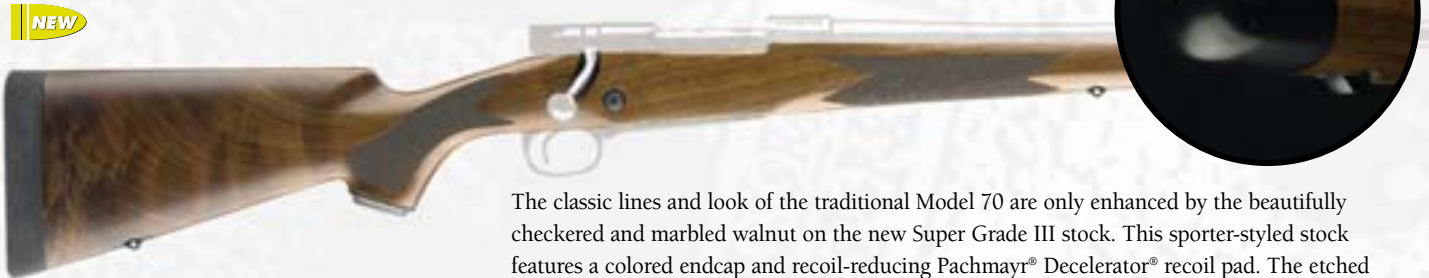 NEW
The classic lines and look of the traditional Model 70 are only enhanced by the beautifully
checkered and marbled walnut on the new Super Grade III stock. This sporter-styled stock
features a colored endcap and recoil-reducing Pachmayr® Decelerator® recoil pad. The etched